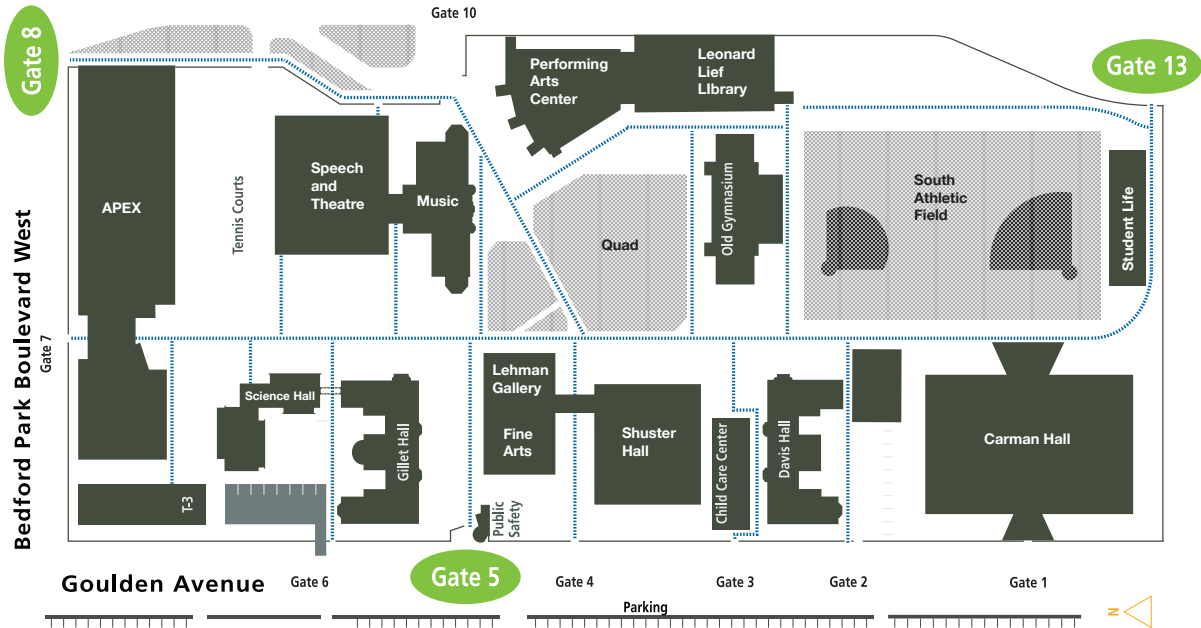 Gate 10
Gate 8
Gate 13
Performing
Arts
Center
Leonard
Lief
LIbrary
APEX
Tennis Courts
Speech
and
Theatre
Music
Quad
Old Gymnasium
South
Athletic
Field
Student Life
Bedford Park Boulevard West
Gate 7
Science Hall
Gillet Hall
Lehman
Gallery
Fine
Arts
Shuster
Hall
Child Care Center
Davis Hall
Carman Hall
T-3
Public
Safety
Goulden Avenue
Gate 6
Gate 5
Gate 4
Gate 3
Gate 2
Gate 1
Parking
N